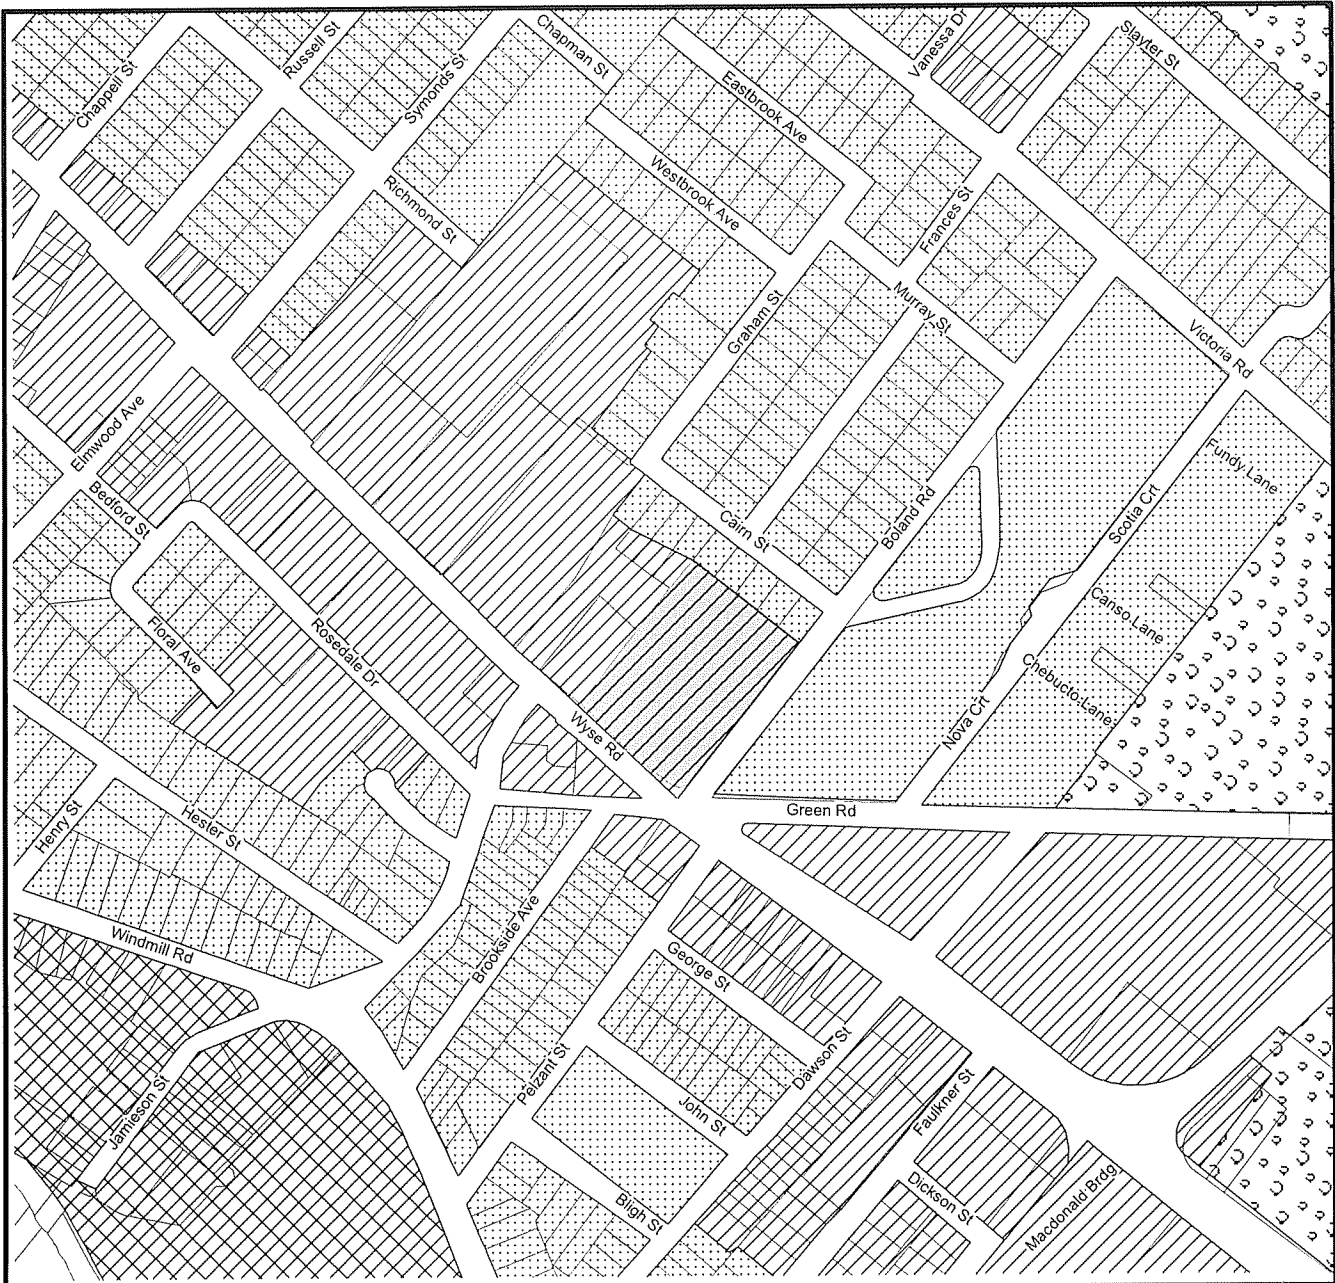 Chapman St
Vanessa Dr
Slayter St
Russell St
Symonds St
Chappell St
Eastbrook Ave
Westbrook Ave
Richmond St
Frances St
Murray St
Graham St
Victoria Rd
Elmwood Ave
Bedford St
Fundy Lane
Scotia Crt
Boland Rd
Cairn St
Canso Lane
Floral Ave
Rosedale Dr
Chebucto Lane
Nova Crt
Wyse Rd
Green Rd
Henry St
Hester St
Windmill Rd
Brookside Ave
George St
Dawson St
Pelzant St
John St
Jamieson St
Faulkner St
Bligh St
Dickson St
Macdonald Brdg